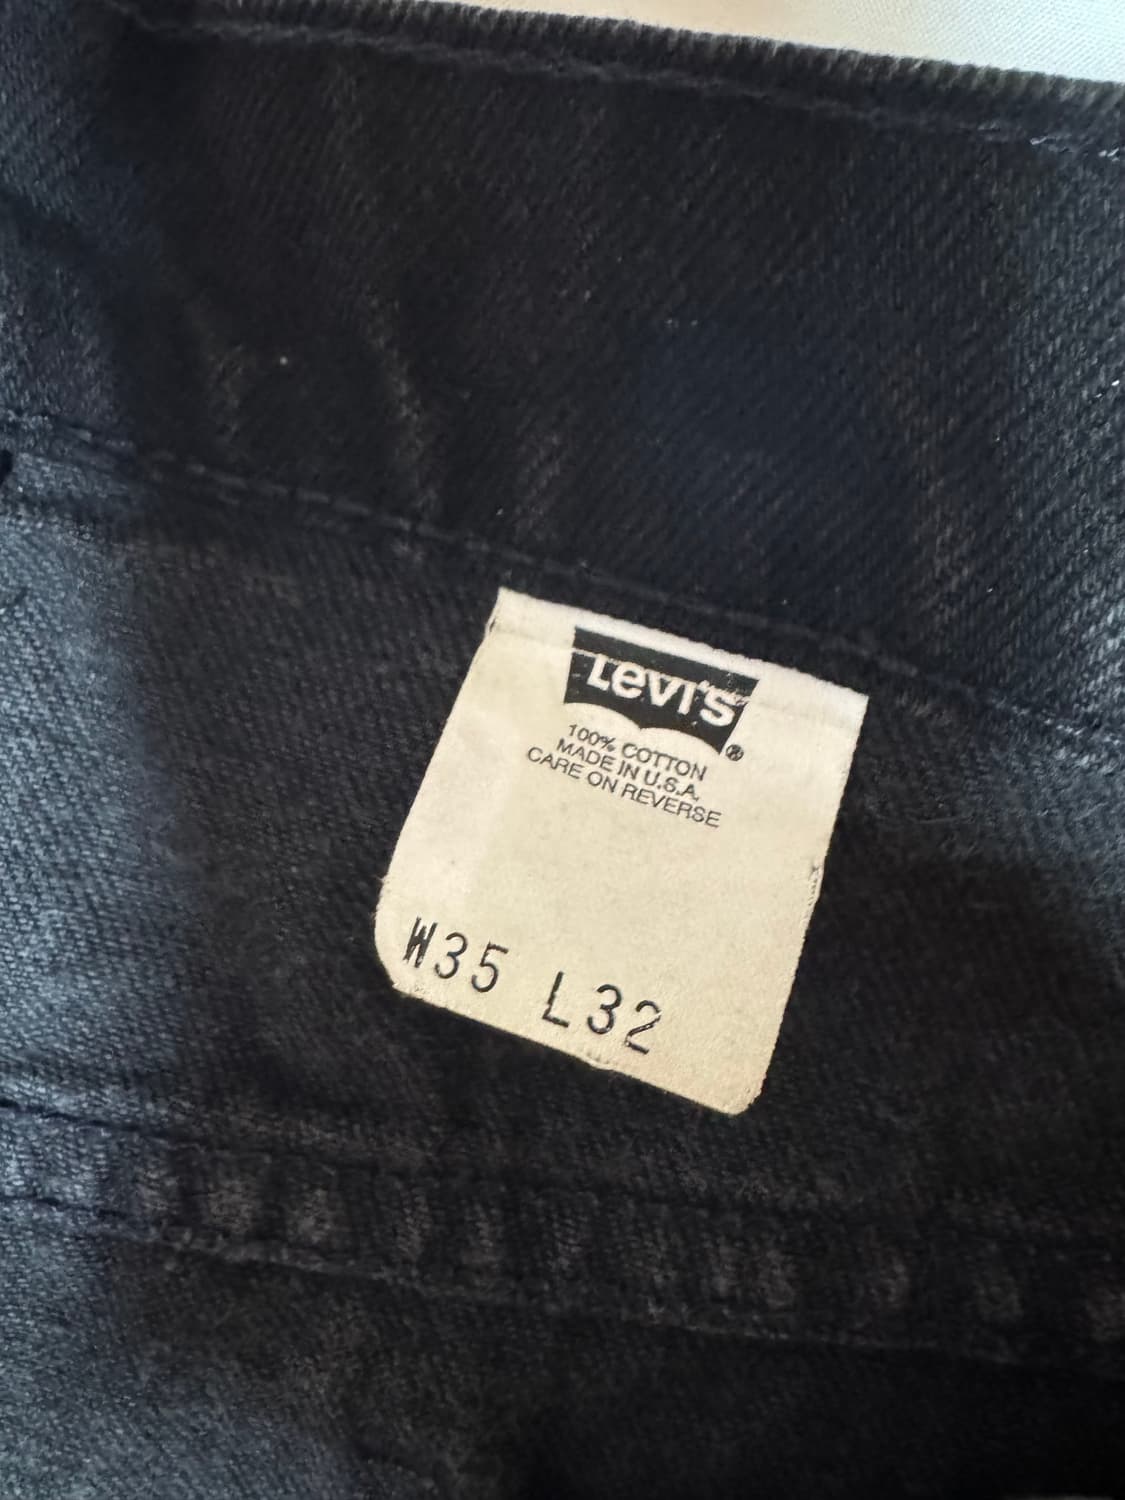 Levi's
®
100% COTTON
MADE IN U.S.A.
CARE ON REVERSE
W35 L32